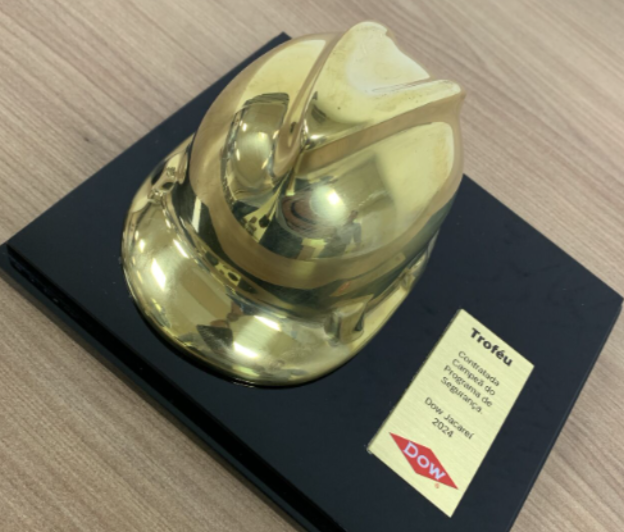 Troféu
Contratada
Campeã do
Programa de
Segurança
Dow Jacareí
2024
Dow